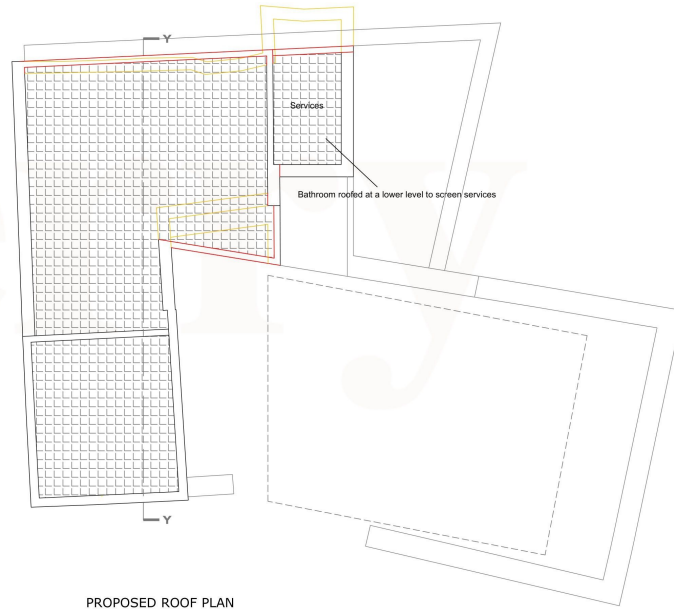 Y
Services
Bathroom roofed at a lower level to screen services
Y
PROPOSED ROOF PLAN